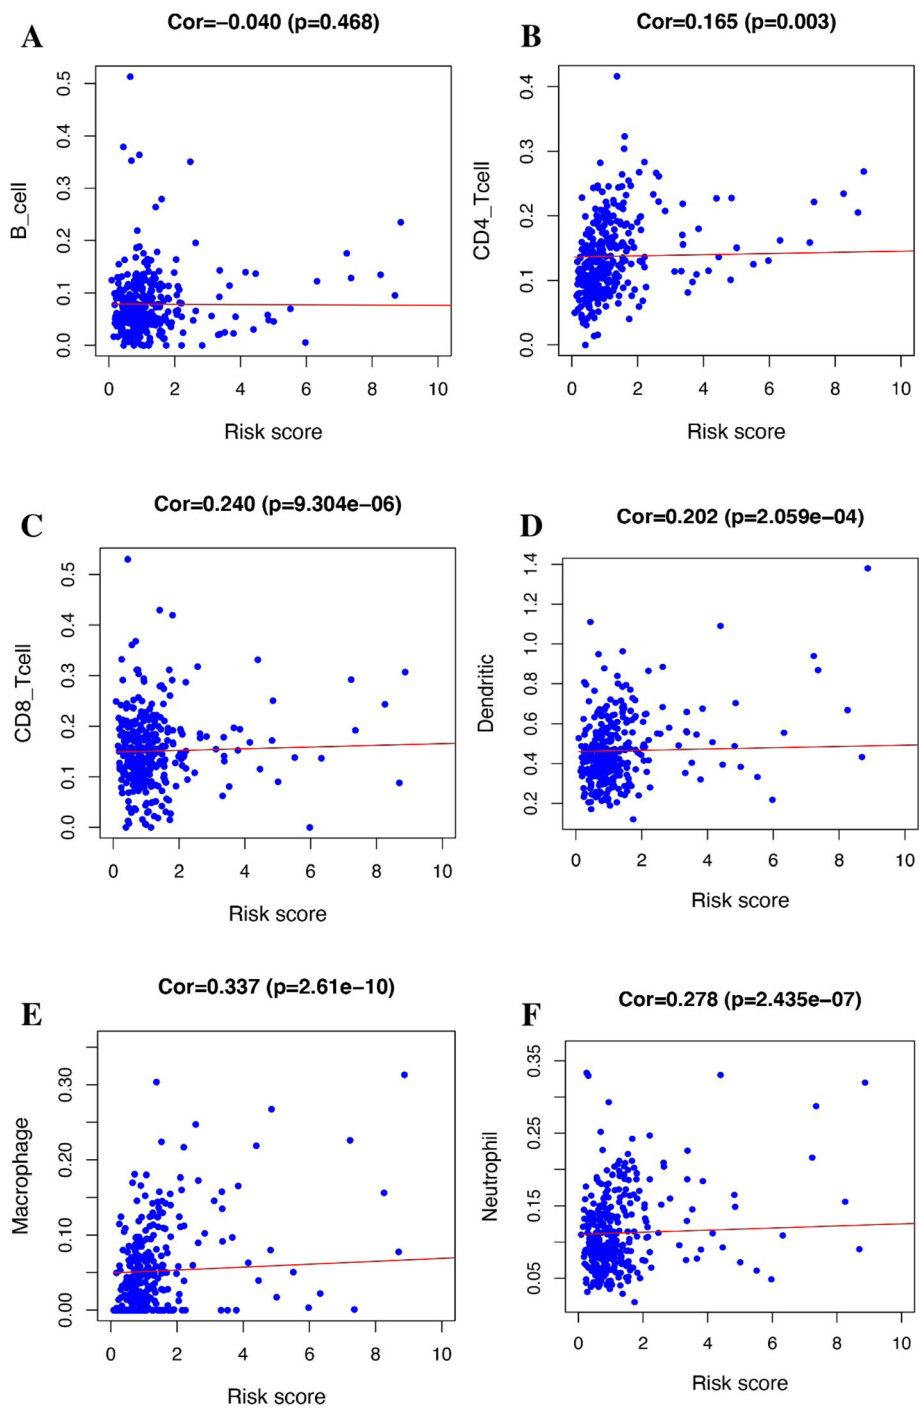 A
Cor=−0.040 (p=0.468)
B_cell
0.5
0.4
0.3
0.2
0.1
0.0
0 2 4 6 8 10
Risk score
B
Cor=0.165 (p=0.003)
CD4_Tcell
0.4
0.3
0.2
0.1
0.0
0 2 4 6 8 10
Risk score
C
Cor=0.240 (p=9.304e−06)
CD8_Tcell
0.5
0.4
0.3
0.2
0.1
0.0
0 2 4 6 8 10
Risk score
D
Cor=0.202 (p=2.059e−04)
Dendritic
1.4
1.2
1.0
0.8
0.6
0.4
0.2
0 2 4 6 8 10
Risk score
E
Cor=0.337 (p=2.61e−10)
Macrophage
0.30
0.20
0.10
0.00
0 2 4 6 8 10
Risk score
F
Cor=0.278 (p=2.435e−07)
Neutrophil
0.35
0.25
0.15
0.05
0 2 4 6 8 10
Risk score